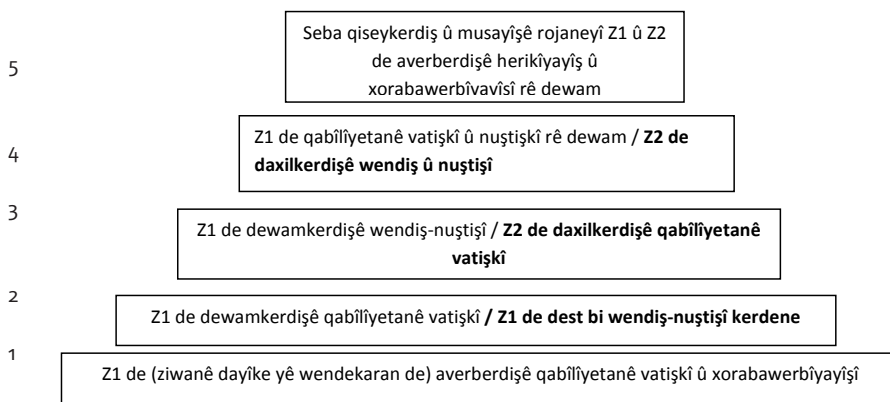 5
Seba qiseykerdiş û musayîşê rojaneyî Z1 û Z2
de averberdişê herikîyayîş û
xorabawerbîvavîsî rê dewam
4
Z1 de qabîlîyetanê vatişkî û nuştişkî rê dewam / Z2 de
daxilkerdişê wendiş û nuştişî
3
Z1 de dewamkerdişê wendiş-nuştişî / Z2 de daxilkerdişê qabîlîyetanê
vatişkî
2
Z1 de dewamkerdişê qabîlîyetanê vatişkî / Z1 de dest bi wendiş-nuştişî kerdene
1
Z1 de (ziwanê dayîke yê wendekaran de) averberdişê qabîlîyetanê vatişkî û xorabawerbîyayîşî